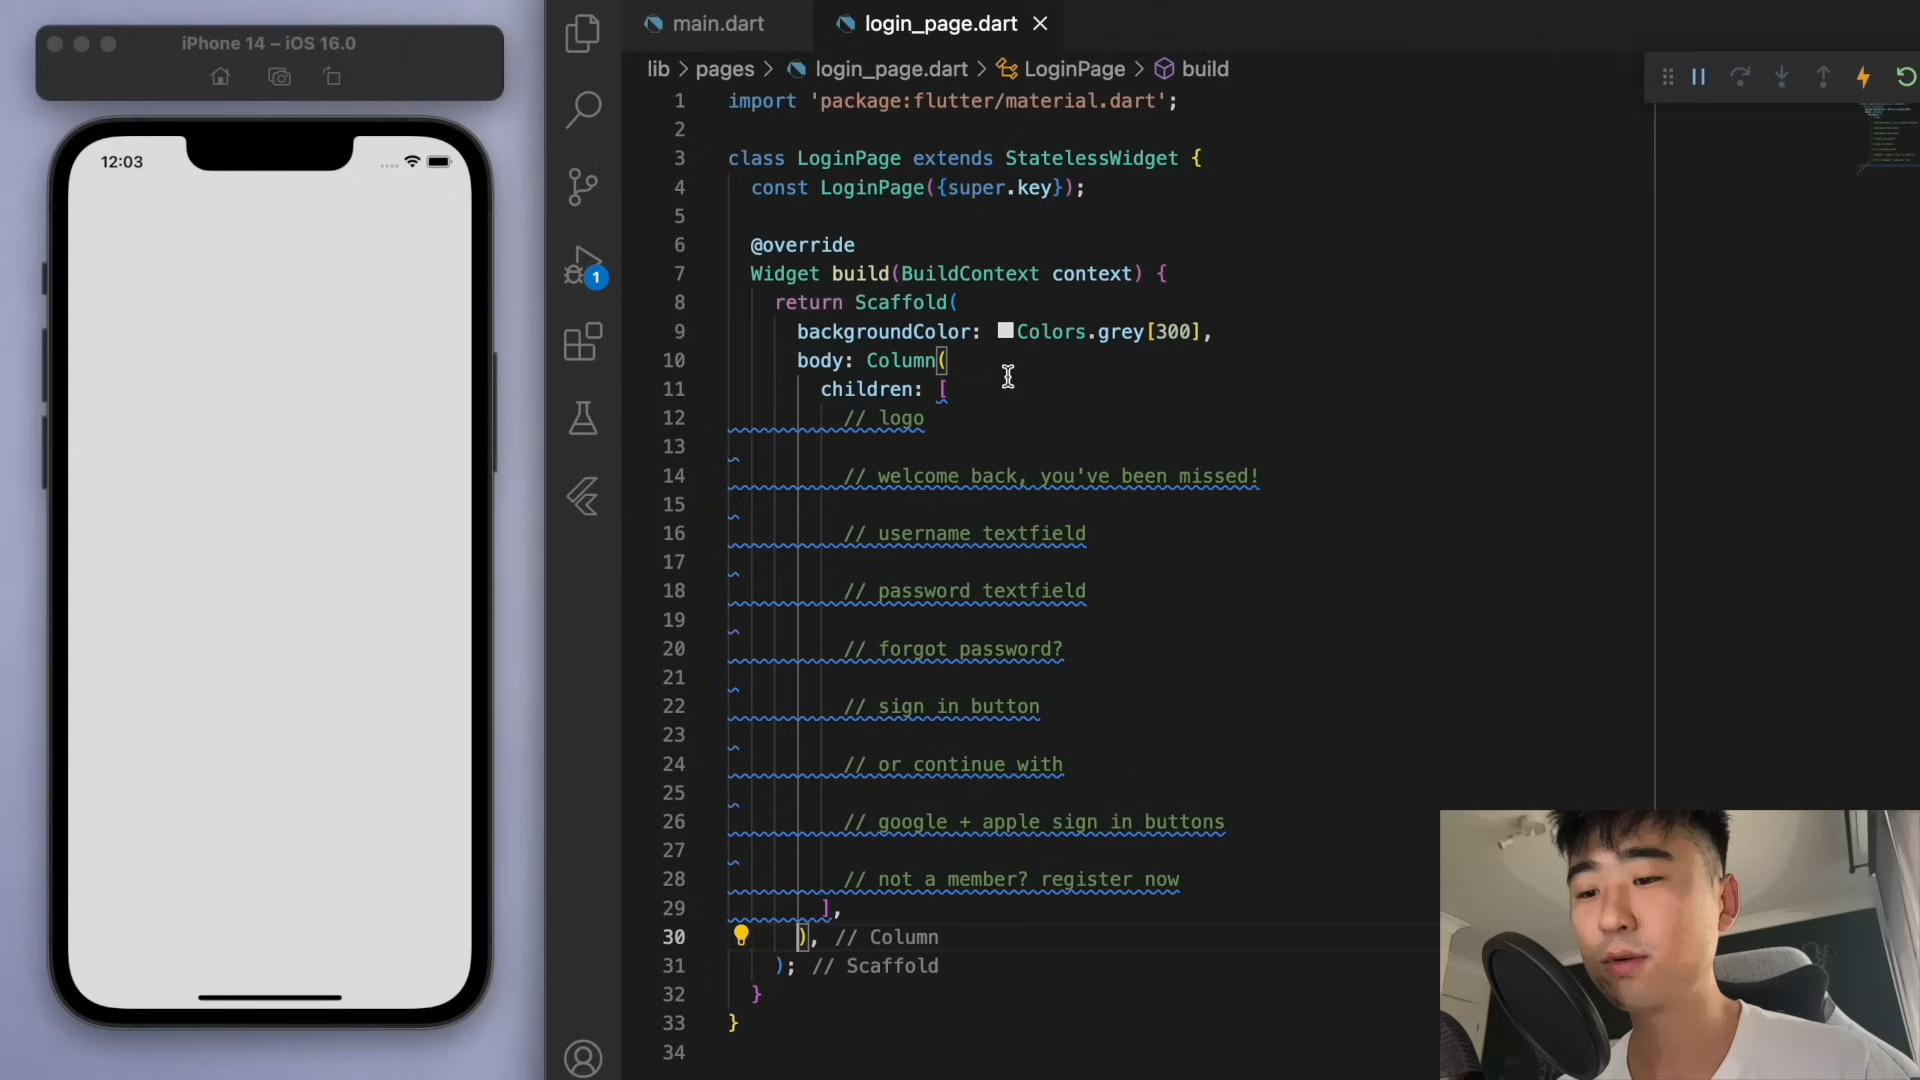 iPhone 14 – iOS 16.0
12:03
main.dart
login_page.dart
lib > pages > login_page.dart > LoginPage > build
1
1 import 'package:flutter/material.dart';
2
3 class LoginPage extends StatelessWidget {
4 const LoginPage({super.key});
5
6 @override
7 Widget build(BuildContext context) {
8 return Scaffold(
9 backgroundColor: Colors.grey[300],
10 body: Column(
11 children: [
12 // logo
13
14 // welcome back, you've been missed!
15
16 // username textfield
17
18 // password textfield
19
20 // forgot password?
21
22 // sign in button
23
24 // or continue with
25
26 // google + apple sign in buttons
27
28 // not a member? register now
29 ],
30 ), // Column
31 ); // Scaffold
32 }
33 }
34